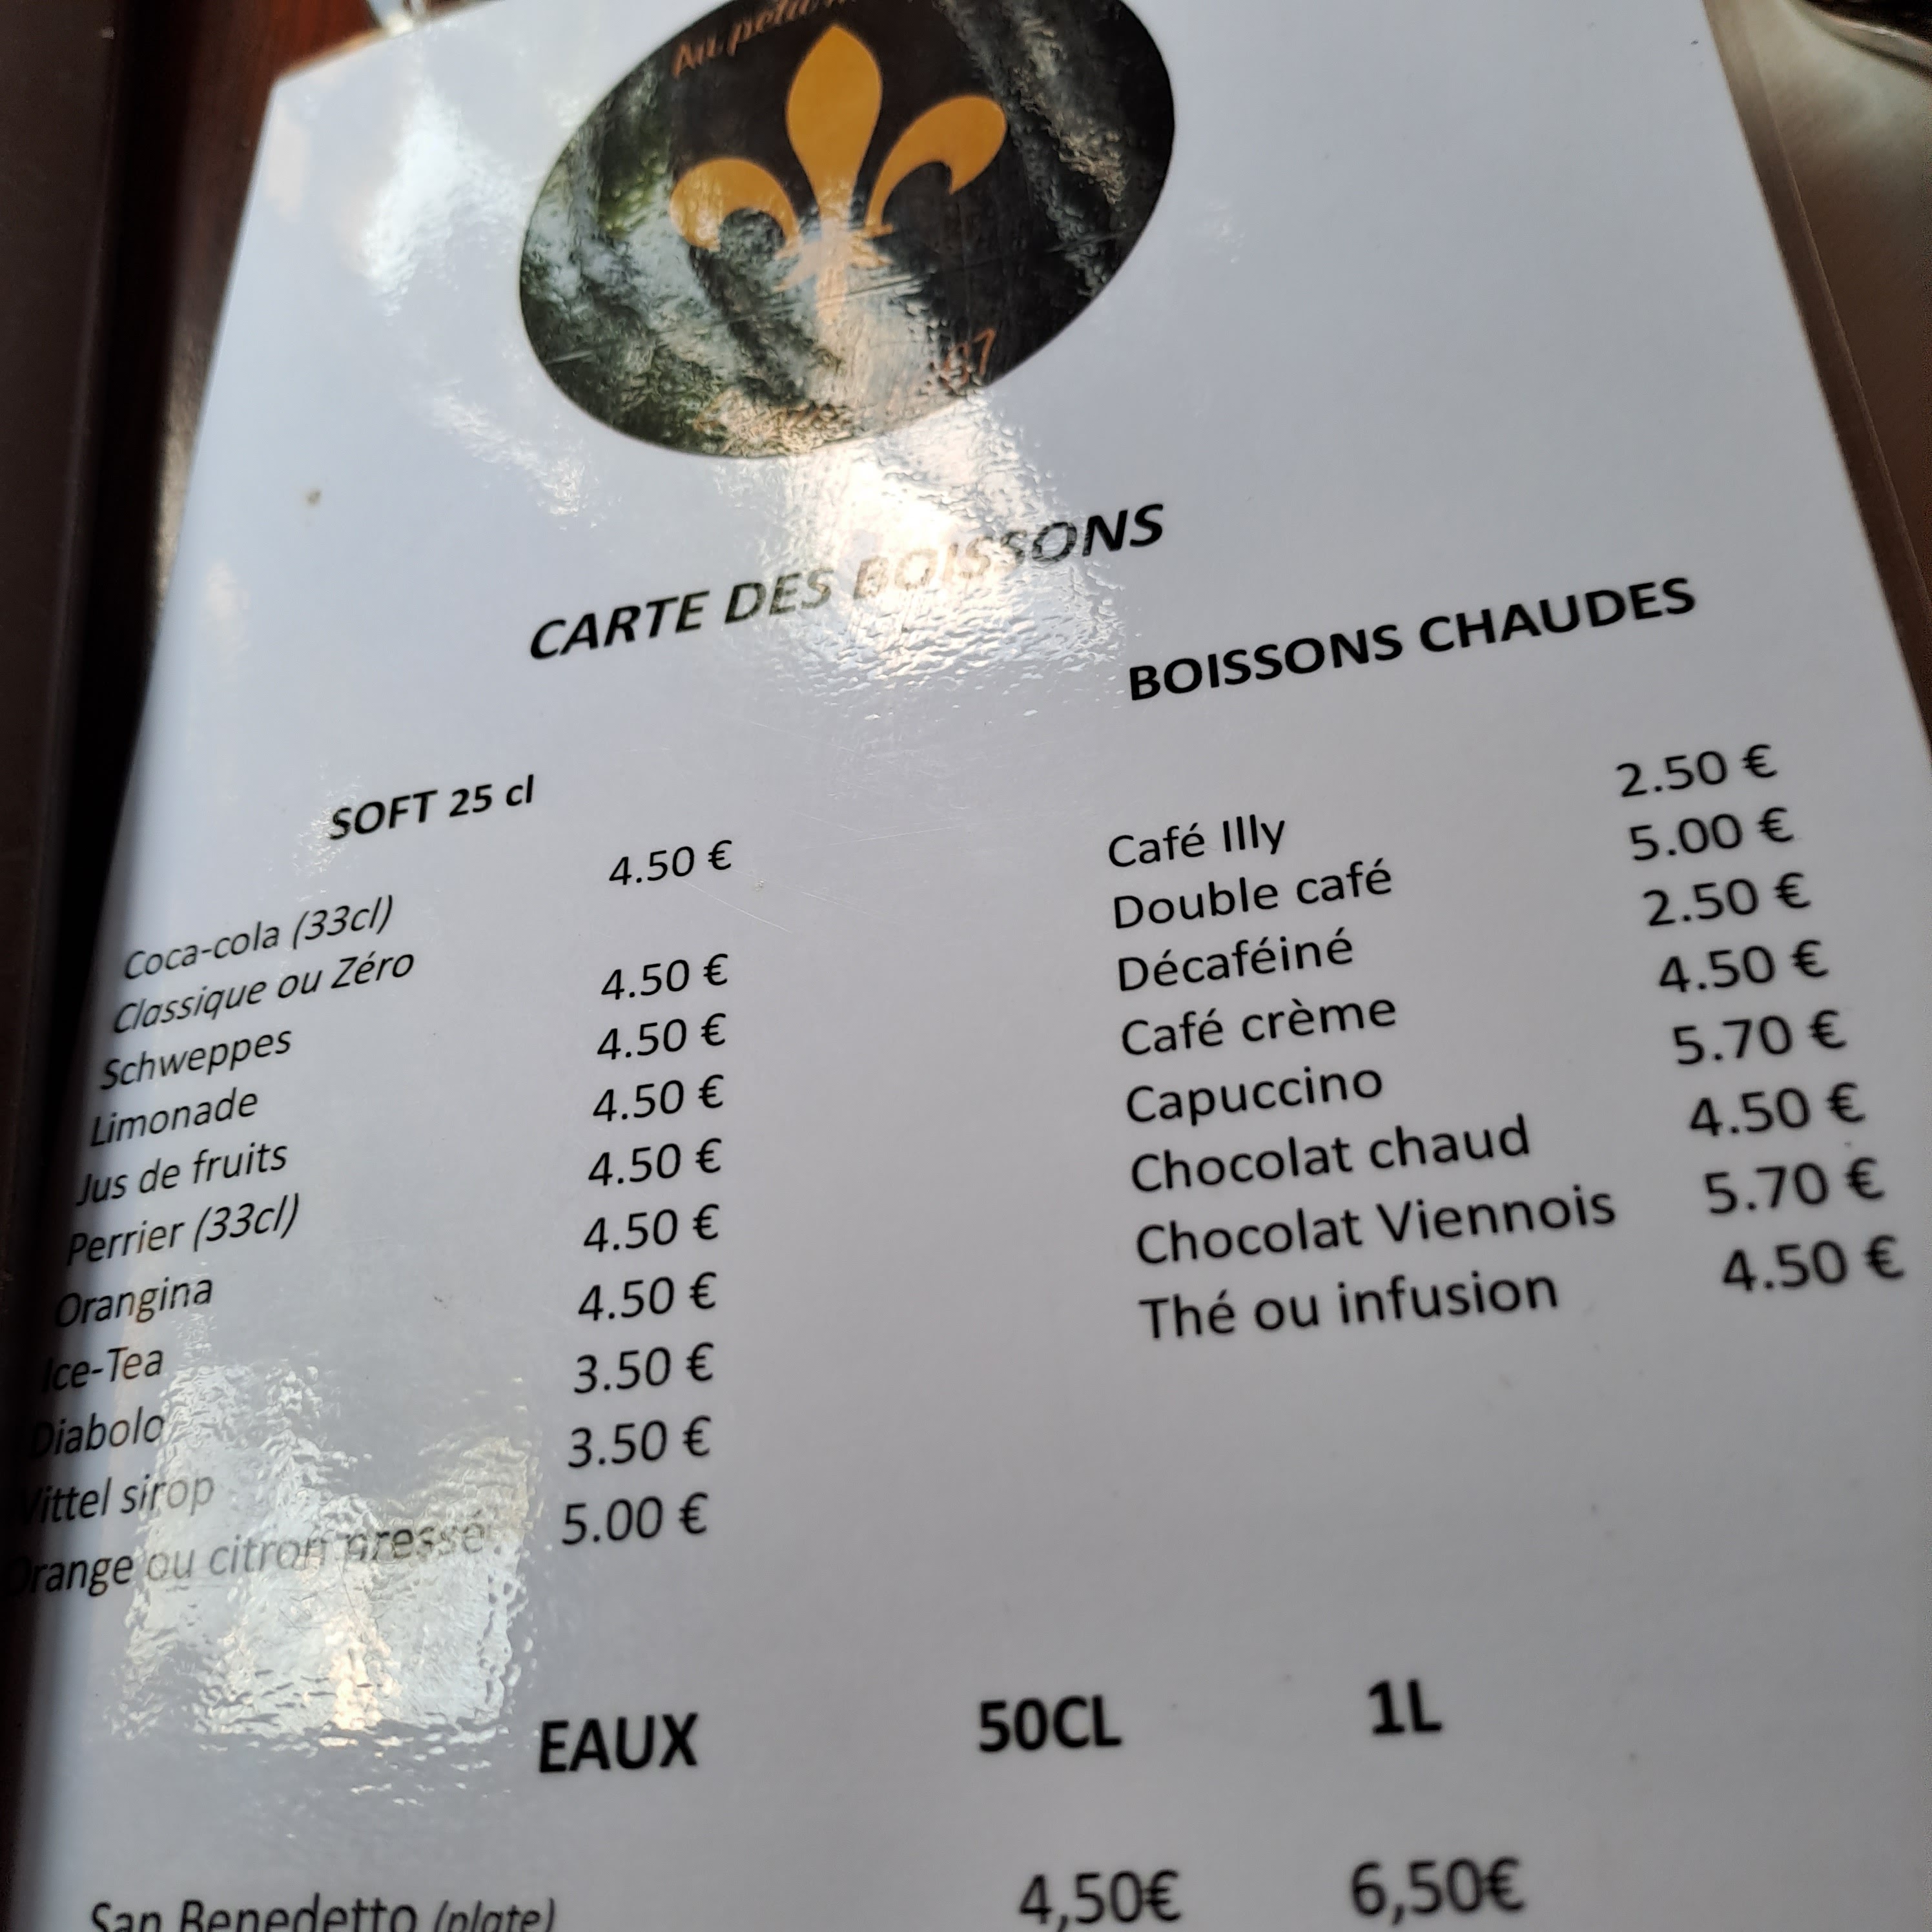 Au petit
CARTE DES BOISSONS
SOFT 25 cl
Coca-cola (33cl) 4.50 €
Classique ou Zéro
Schweppes 4.50 €
Limonade 4.50 €
Jus de fruits 4.50 €
Perrier (33cl) 4.50 €
Orangina 4.50 €
Ice-Tea 4.50 €
Diabolo 3.50 €
Vittel sirop 3.50 €
Orange ou citron pressé 5.00 €
BOISSONS CHAUDES
Café Illy 2.50 €
Double café 5.00 €
Décaféiné 2.50 €
Café crème 4.50 €
Capuccino 5.70 €
Chocolat chaud 4.50 €
Chocolat Viennois 5.70 €
Thé ou infusion 4.50 €
EAUX 50CL 1L
San Benedetto (plate) 4,50€ 6,50€